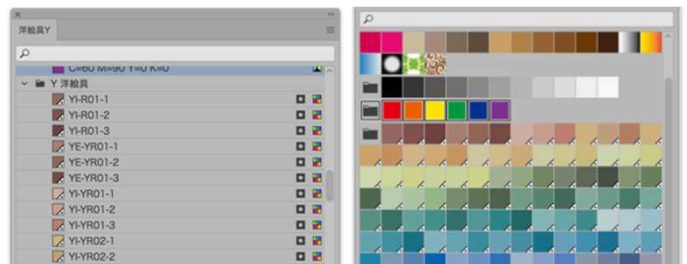 洋絵具Y
C=60 M=90 Y=0 K=0
Y 洋絵具
YI-R01-1
YI-R01-2
YI-R01-3
YE-YR01-1
YE-YR01-2
YE-YR01-3
YI-YR01-1
YI-YR01-2
YI-YR01-3
YI-YR02-1
YI-YR02-2